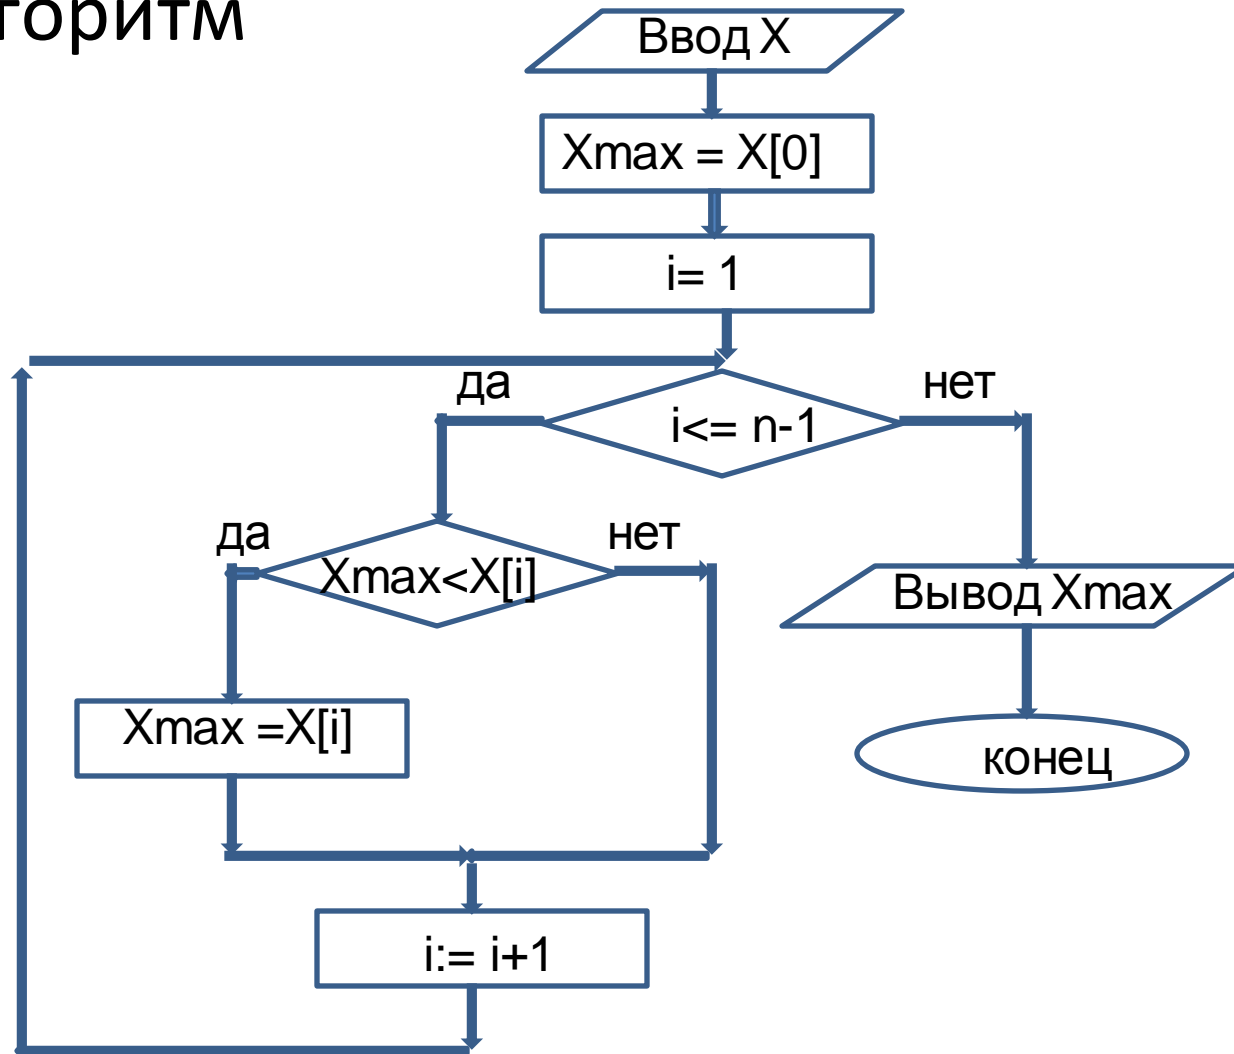 горитм
Ввод X
Xmax = X[0]
i= 1
да
нет
i<= n-1
да
нет
Xmax<X[i]
Вывод Xmax
Xmax =X[i]
конец
i:= i+1